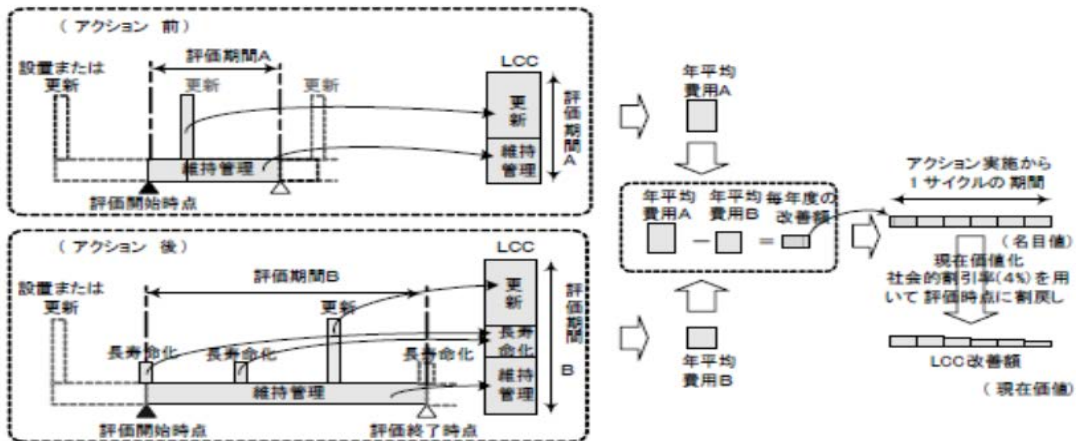 （ アクション 前）
評価期間A
設置または
更新
更新
更新
維持管理
評価開始時点
LCC
更新
維持管理
評価期間A
年平均
費用A
（アクション 後）
評価期間B
設置または
更新
更新
長寿命化
長寿命化
長寿命化
維持管理
評価開始時点
評価終了時点
LCC
更新
長寿命化
維持管理
評価期間 B
年平均
費用A
年平均
費用B
毎年度の
改善額
－
＝
年平均
費用B
アクション実施から
１サイクルの期間
（名目値）
現在価値化
社会的割引率(4%)を用
いて評価時点に割戻し
LCC改善額
（現在価値）